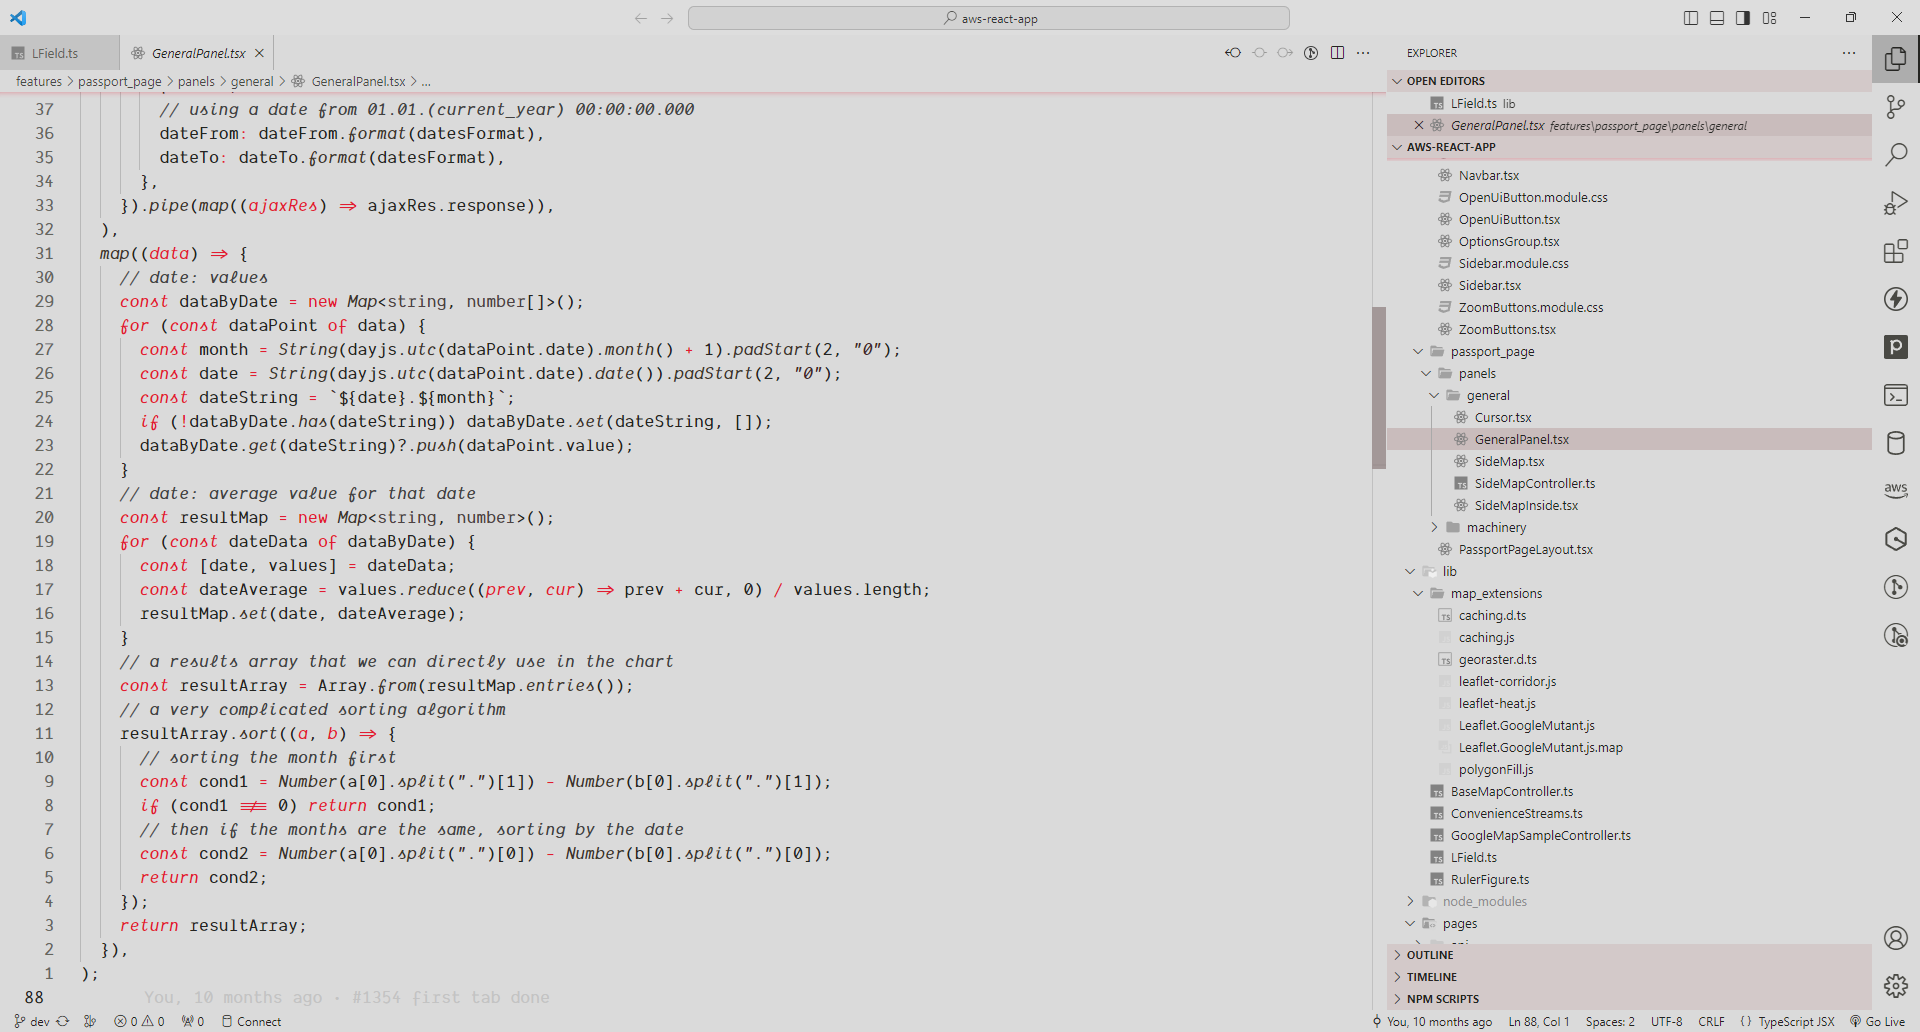 aws-react-app
LField.ts
GeneralPanel.tsx
features > passport_page > panels > general > GeneralPanel.tsx > ...
37 // using a date from 01.01.(current_year) 00:00:00.000
36 dateFrom: dateFrom.format(datesFormat),
35 dateTo: dateTo.format(datesFormat),
34 },
33 }).pipe(map((ajaxRes) => ajaxRes.response)),
32 ),
31 map((data) => {
30 // date: values
29 const dataByDate = new Map<string, number[]>();
28 for (const dataPoint of data) {
27 const month = String(dayjs.utc(dataPoint.date).month() + 1).padStart(2, "0");
26 const date = String(dayjs.utc(dataPoint.date).date()).padStart(2, "0");
25 const dateString = `${date}.${month}`;
24 if (!dataByDate.has(dateString)) dataByDate.set(dateString, []);
23 dataByDate.get(dateString)?.push(dataPoint.value);
22 }
21 // date: average value for that date
20 const resultMap = new Map<string, number>();
19 for (const dateData of dataByDate) {
18 const [date, values] = dateData;
17 const dateAverage = values.reduce((prev, cur) => prev + cur, 0) / values.length;
16 resultMap.set(date, dateAverage);
15 }
14 // a results array that we can directly use in the chart
13 const resultArray = Array.from(resultMap.entries());
12 // a very complicated sorting algorithm
11 resultArray.sort((a, b) => {
10 // sorting the month first
9 const cond1 = Number(a[0].split(".")[1]) - Number(b[0].split(".")[1]);
8 if (cond1 !== 0) return cond1;
7 // then if the months are the same, sorting by the date
6 const cond2 = Number(a[0].split(".")[0]) - Number(b[0].split(".")[0]);
5 return cond2;
4 });
3 return resultArray;
2 }),
1 );
88 You, 10 months ago • #1354 first tab done
EXPLORER
OPEN EDITORS
TS LField.ts lib
GeneralPanel.tsx features\passport_page\panels\general
AWS-REACT-APP
Navbar.tsx
OpenUiButton.module.css
OpenUiButton.tsx
OptionsGroup.tsx
Sidebar.module.css
Sidebar.tsx
ZoomButtons.module.css
ZoomButtons.tsx
passport_page
panels
general
Cursor.tsx
GeneralPanel.tsx
SideMap.tsx
TS SideMapController.ts
SideMapInside.tsx
machinery
PassportPageLayout.tsx
lib
map_extensions
TS caching.d.ts
caching.js
TS georaster.d.ts
leaflet-corridor.js
leaflet-heat.js
Leaflet.GoogleMutant.js
Leaflet.GoogleMutant.js.map
polygonFill.js
TS BaseMapController.ts
TS ConvenienceStreams.ts
TS GoogleMapSampleController.ts
TS LField.ts
TS RulerFigure.ts
node_modules
pages
OUTLINE
TIMELINE
NPM SCRIPTS
aws
dev 0 0 0 Connect
You, 10 months ago Ln 88, Col 1 Spaces: 2 UTF-8 CRLF {} TypeScript JSX Go Live